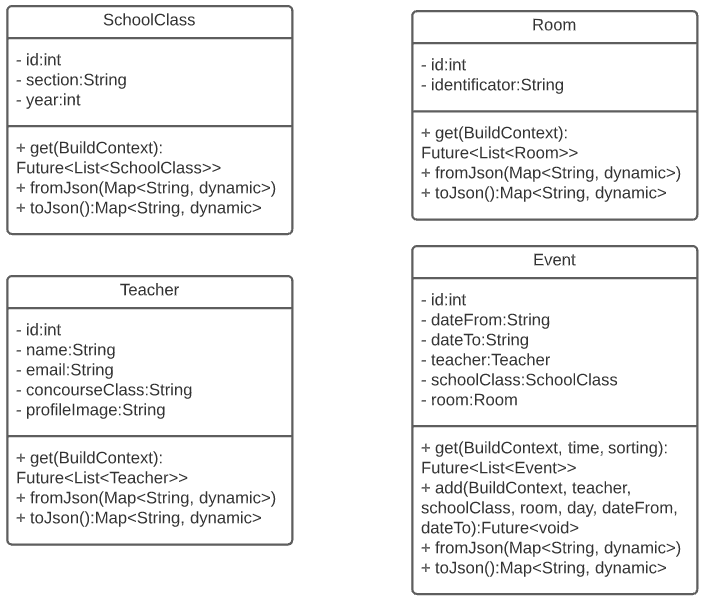 SchoolClass
- id:int
- section:String
- year:int
+ get(BuildContext):
Future<List<SchoolClass>>
+ fromJson(Map<String, dynamic>)
+ toJson():Map<String, dynamic>
Room
- id:int
- identificator:String
+ get(BuildContext):
Future<List<Room>>
+ fromJson(Map<String, dynamic>)
+ toJson():Map<String, dynamic>
Teacher
- id:int
- name:String
- email:String
- concourseClass:String
- profileImage:String
+ get(BuildContext):
Future<List<Teacher>>
+ fromJson(Map<String, dynamic>)
+ toJson():Map<String, dynamic>
Event
- id:int
- dateFrom:String
- dateTo:String
- teacher:Teacher
- schoolClass:SchoolClass
- room:Room
+ get(BuildContext, time, sorting):
Future<List<Event>>
+ add(BuildContext, teacher,
schoolClass, room, day, dateFrom,
dateTo):Future<void>
+ fromJson(Map<String, dynamic>)
+ toJson():Map<String, dynamic>